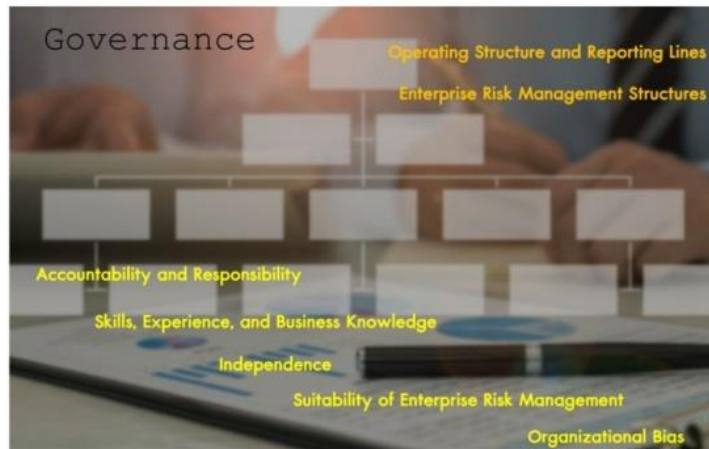 Governance
Operating Structure and Reporting Lines
Enterprise Risk Management Structures
Accountability and Responsibility
Skills, Experience, and Business Knowledge
Independence
Suitability of Enterprise Risk Management
Organizational Bias